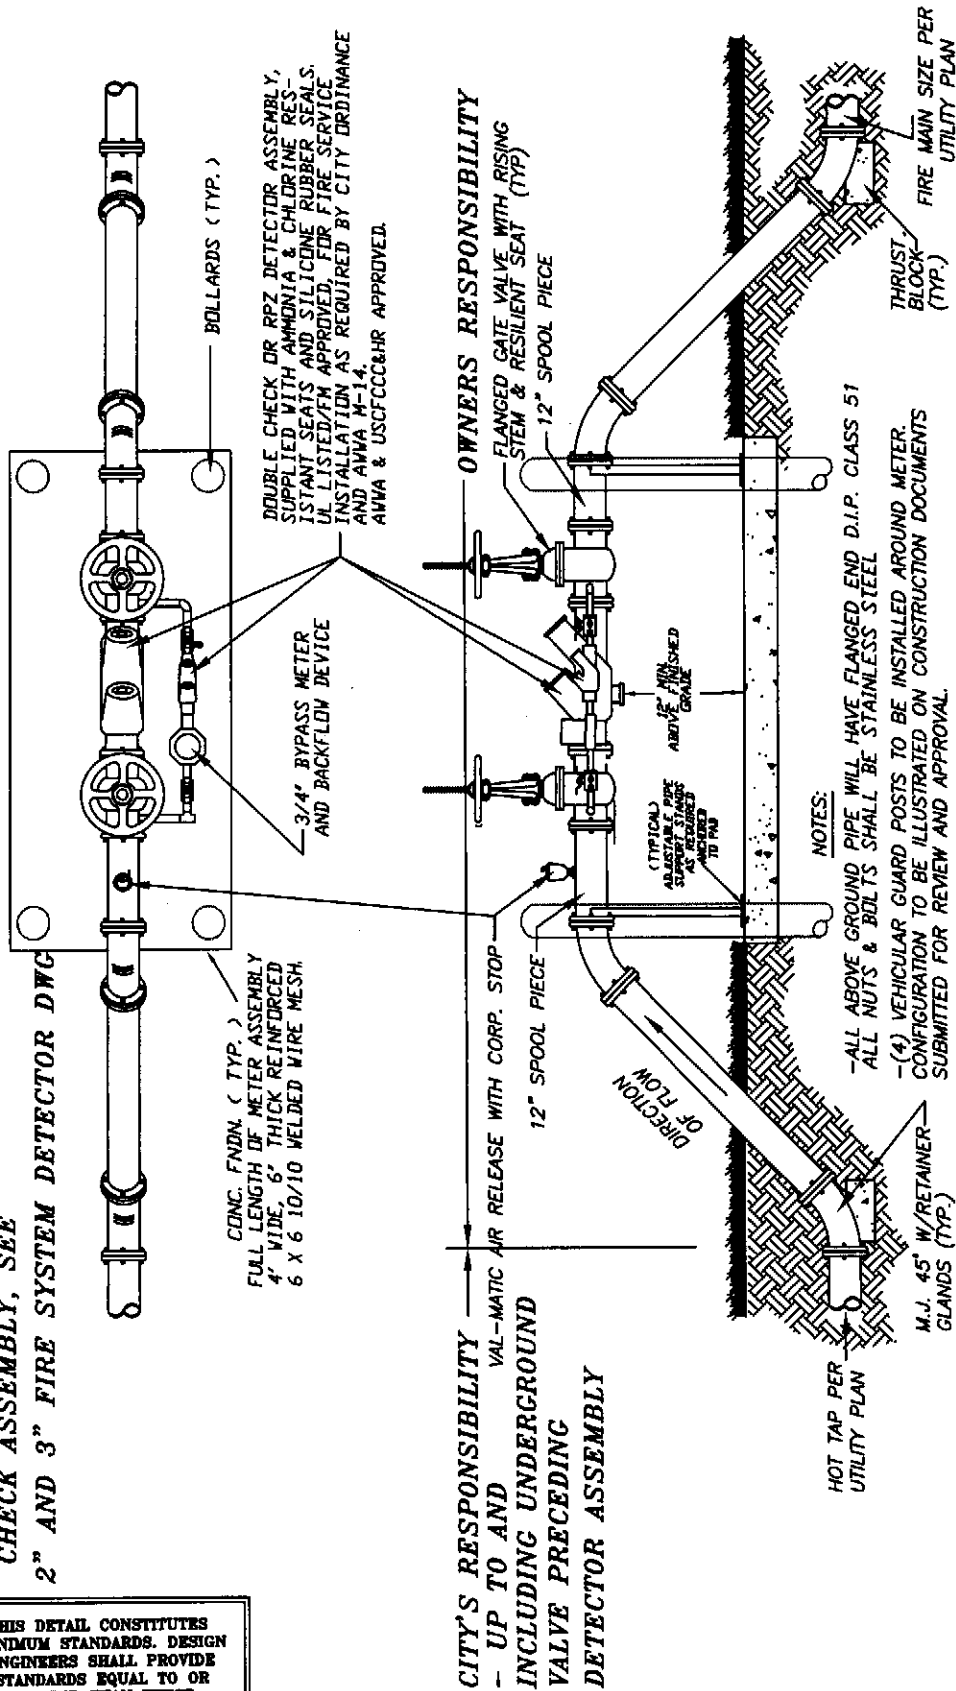 CHECK ASSEMBLY, SEE
2" AND 3" FIRE SYSTEM DETECTOR DWG
HIS DETAIL CONSTITUTES
NIMUM STANDARDS. DESIGN
NGINEERS SHALL PROVIDE
STANDARDS EQUAL TO OR
BOLLARDS (TYP.)
CONC. FNDN. ( TYP. )
FULL LENGTH OF METER ASSEMBLY
4' WIDE, 6' THICK REINFORCED
6 X 6 10/10 WELDED WIRE MESH.
3/4' BYPASS METER
AND BACKFLOW DEVICE
DOUBLE CHECK OR RPZ DETECTOR ASSEMBLY,
SUPPLIED WITH AMMONIA & CHLORINE RES-
ISTANT SEATS AND SILICONE RUBBER SEALS.
UL LISTED/FM APPROVED, FOR FIRE SERVICE
INSTALLATION AS REQUIRED BY CITY ORDINANCE
AND AWWA M-14.
AWWA & USCFCCC&HR APPROVED.
CITY'S RESPONSIBILITY
- UP TO AND
INCLUDING UNDERGROUND
VALVE PRECEDING
DETECTOR ASSEMBLY
OWNERS RESPONSIBILITY
VAL-MATIC AIR RELEASE WITH CORP. STOP
FLANGED GATE VALVE WITH RISING
STEM & RESILIENT SEAT (TYP)
12" SPOOL PIECE
12" SPOOL PIECE
DIRECTION
OF FLOW
(TYPICAL)
ADJUSTABLE PIPE
SUPPORT STANDS
AS REQUIRED
ANCHORED
TO PAD
12" MIN.
ABOVE FINISHED
GRADE
HOT TAP PER
UTILITY PLAN
M.J. 45° W/RETAINER
GLANDS (TYP.)
THRUST
BLOCK
(TYP.)
FIRE MAIN SIZE PER
UTILITY PLAN
NOTES:
-ALL ABOVE GROUND PIPE WILL HAVE FLANGED END D.I.P. CLASS 51
ALL NUTS & BOLTS SHALL BE STAINLESS STEEL
-(4) VEHICULAR GUARD POSTS TO BE INSTALLED AROUND METER.
CONFIGURATION TO BE ILLUSTRATED ON CONSTRUCTION DOCUMENTS
SUBMITTED FOR REVIEW AND APPROVAL.